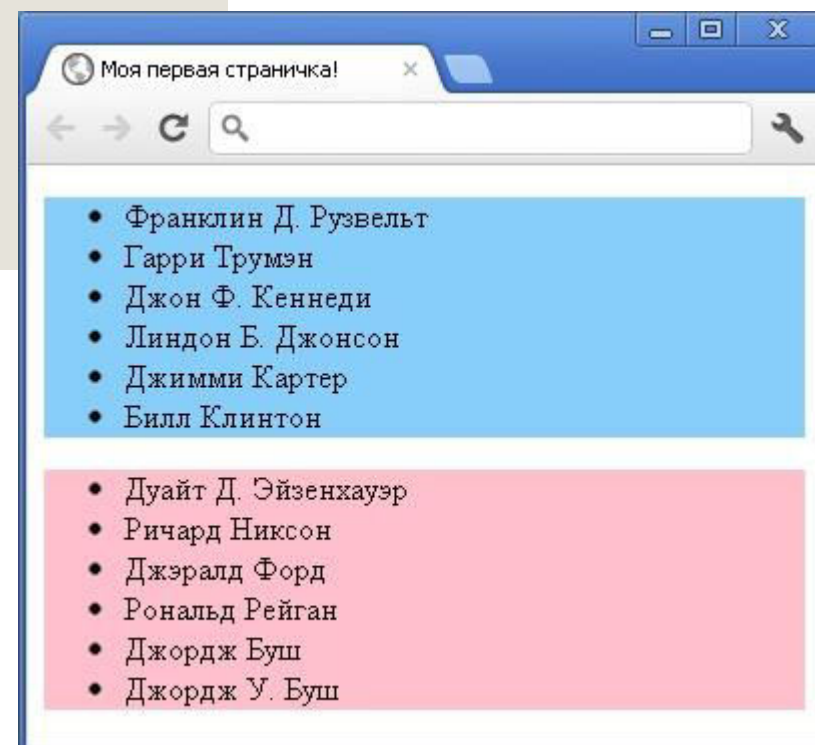 Моя первая страничка!
Франклин Д. Рузвельт
Гарри Трумэн
Джон Ф. Кеннеди
Линдон Б. Джонсон
Джимми Картер
Билл Клинтон
Дуайт Д. Эйзенхауэр
Ричард Никсон
Джэралд Форд
Рональд Рейган
Джордж Буш
Джордж У. Буш